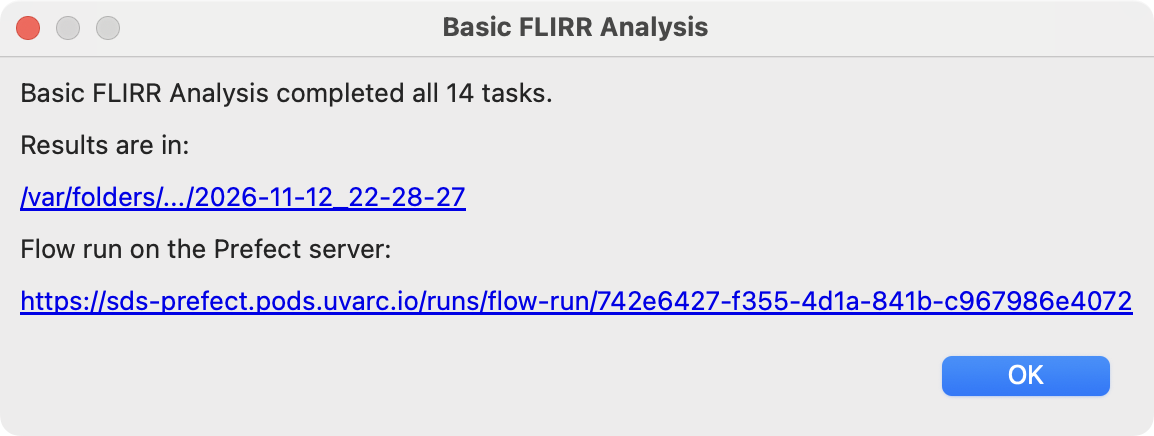 Basic FLIRR Analysis
Basic FLIRR Analysis completed all 14 tasks.
Results are in:
/var/folders/.../2026-11-12_22-28-27
Flow run on the Prefect server:
https://sds-prefect.pods.uvarc.io/runs/flow-run/742e6427-f355-4d1a-841b-c967986e4072
OK